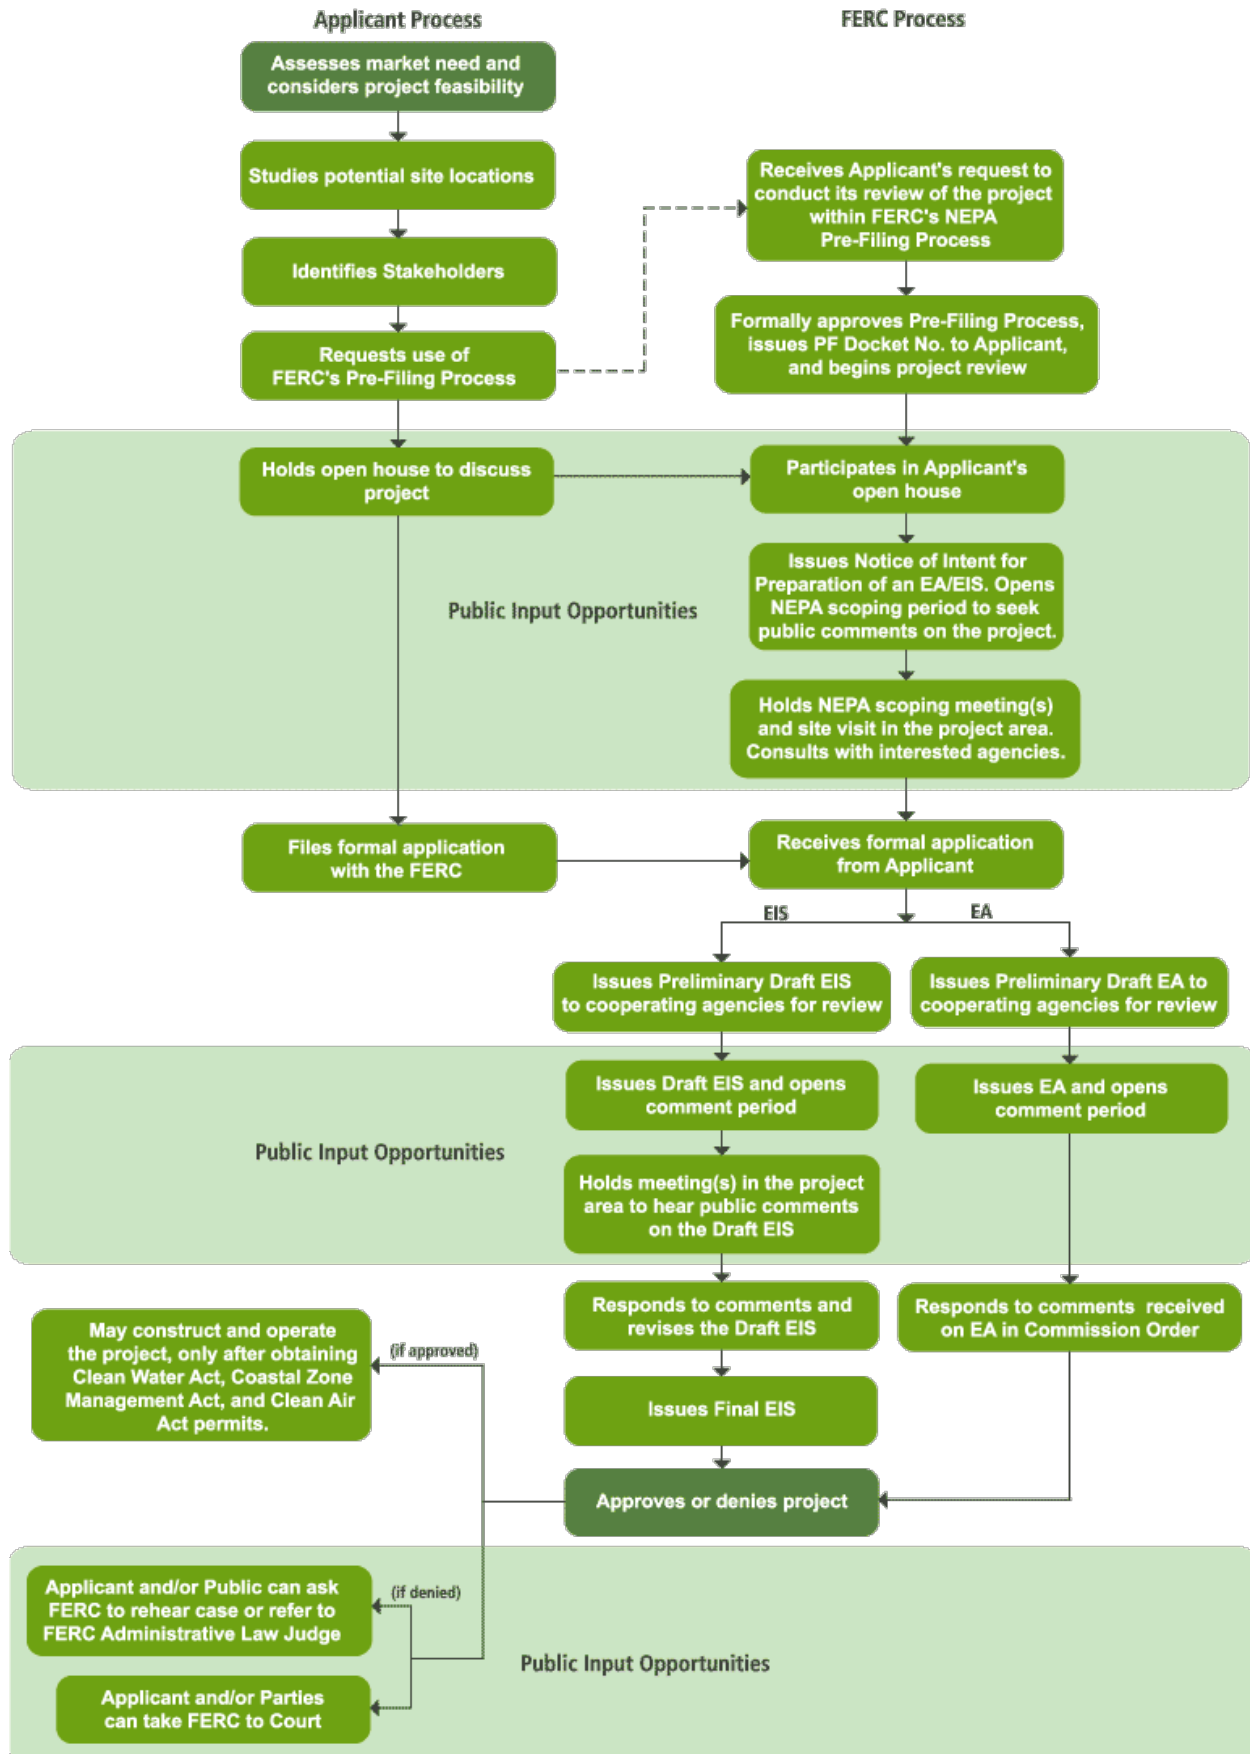 Applicant Process
FERC Process
Assesses market need and
considers project feasibility
Studies potential site locations
Receives Applicant's request to
conduct its review of the project
within FERC's NEPA
Pre-Filing Process
Identifies Stakeholders
Requests use of
FERC's Pre-Filing Process
Formally approves Pre-Filing Process,
issues PF Docket No. to Applicant,
and begins project review
Holds open house to discuss
project
Participates in Applicant's
open house
Issues Notice of Intent for
Preparation of an EA/EIS. Opens
NEPA scoping period to seek
public comments on the project.
Public Input Opportunities
Holds NEPA scoping meeting(s)
and site visit in the project area.
Consults with interested agencies.
Files formal application
with the FERC
Receives formal application
from Applicant
EIS
EA
Issues Preliminary Draft EIS
to cooperating agencies for review
Issues Preliminary Draft EA to
cooperating agencies for review
Issues Draft EIS and opens
comment period
Issues EA and opens
comment period
Public Input Opportunities
Holds meeting(s) in the project
area to hear public comments
on the Draft EIS
Responds to comments and
revises the Draft EIS
Responds to comments received
on EA in Commission Order
May construct and operate
the project, only after obtaining
Clean Water Act, Coastal Zone
Management Act, and Clean Air
Act permits.
(if approved)
Issues Final EIS
Approves or denies project
Applicant and/or Public can ask
FERC to rehear case or refer to
FERC Administrative Law Judge
(if denied)
Public Input Opportunities
Applicant and/or Parties
can take FERC to Court